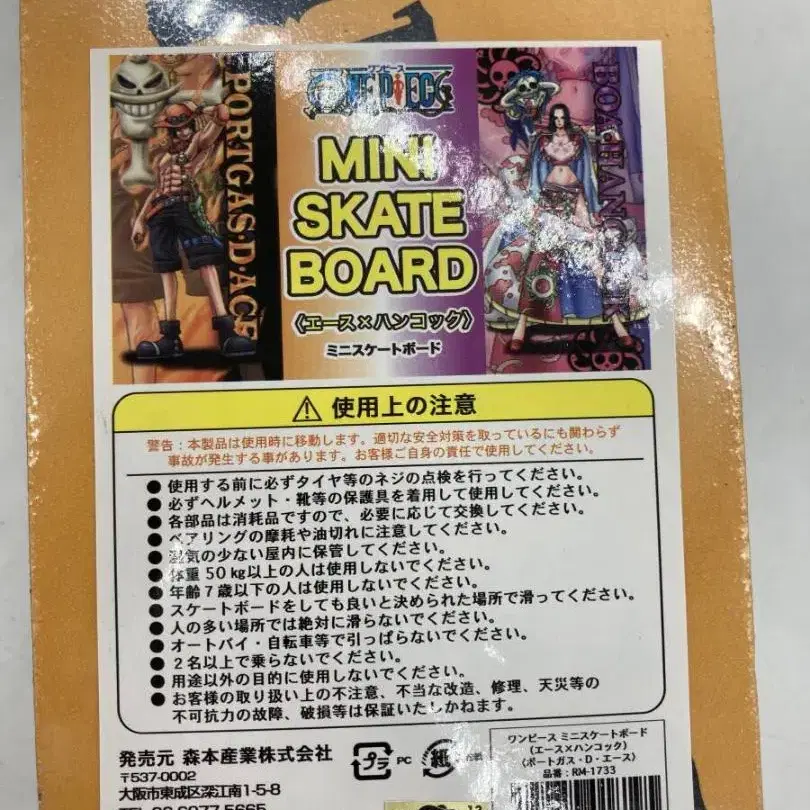 PORTGAS・D・ACE
ワンピース
ONE PIECE
BOA HANCOCK
MINI
SKATE
BOARD
〈エース×ハンコック〉
ミニスケートボード
使用上の注意
警告:本製品は使用時に移動します。適切な安全対策を取っているにも関わらず
事故が発生する事があります。お客様ご自身の責任で使用してください。
● 使用する前に必ずタイヤ等のネジの点検を行ってください。
● 必ずヘルメット・靴等の保護具を着用して使用してください。
● 各部品は消耗品ですので、必要に応じて交換してください。
● ベアリングの摩耗や油切れに注意してください。
● 湿気の少ない屋内に保管してください。
● 体重50kg以上の人は使用しないでください。
● 年齢7歳以下の人は使用しないでください。
● スケートボードをしても良いと決められた場所で滑ってください。
● 人の多い場所では絶対に滑らないでください。
● オートバイ・自転車等で引っぱらないでください。
● 2名以上で乗らないでください。
● 用途以外の目的に使用しないでください。
● お客様の取り扱い上の不注意、不当な改造、修理、天災等の
不可抗力の故障、破損等は保証いたしかねます。
発売元 森本産業株式会社
〒537-0002
大阪市東成区深江南1-5-8
プラ PC
紙
ワンピース ミニスケートボード
(エース×ハンコック)
〈ポートガス・D・エース〉
品番:RM-1733